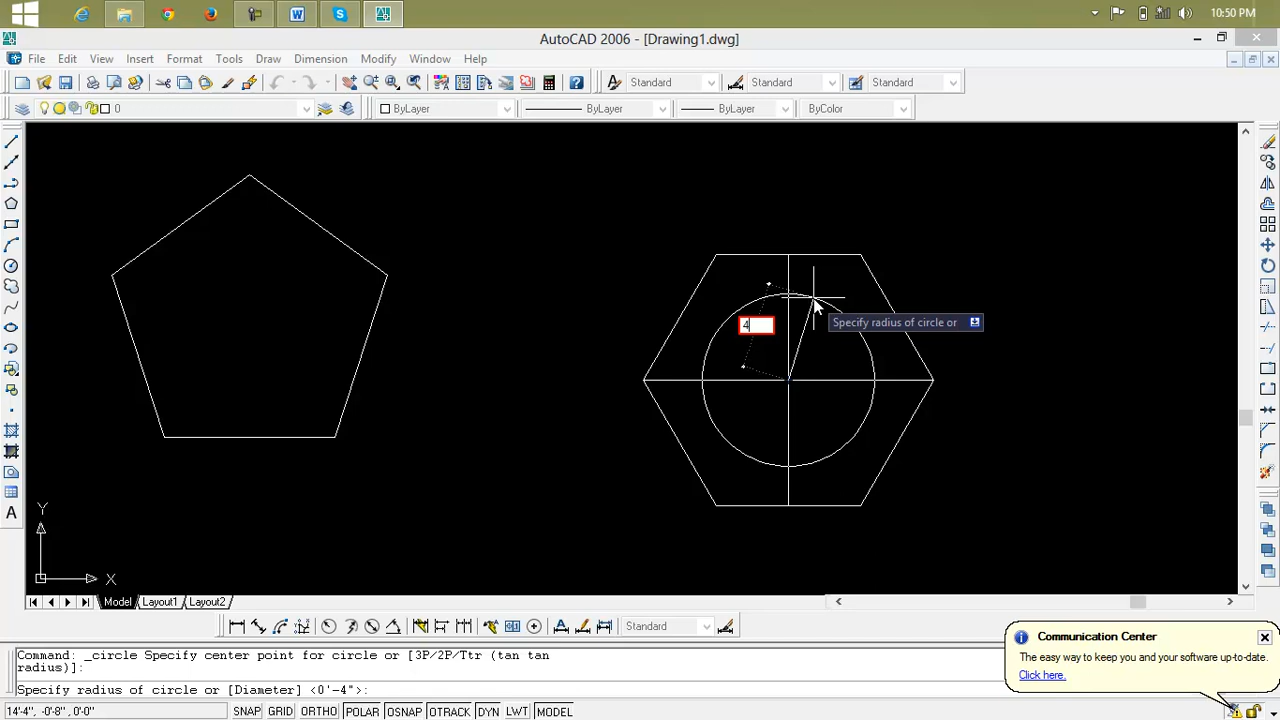 10:50 PM
AutoCAD 2006 - [Drawing1.dwg]
File Edit View Insert Format Tools Draw Dimension Modify Window Help
Standard Standard Standard
0 ByLayer ByLayer ByLayer ByColor
4
Specify radius of circle or
Y
X
A
Model Layout1 Layout2
Standard
Communication Center
The easy way to keep you and your software up-to-date.
Click here.
Command: _circle Specify center point for circle or [3P/2P/Ttr (tan tan
radius)]:
Specify radius of circle or [Diameter] <0'-4">:
14'-4", -0'-8", 0'-0" SNAP GRID ORTHO POLAR OSNAP OTRACK DYN LWT MODEL